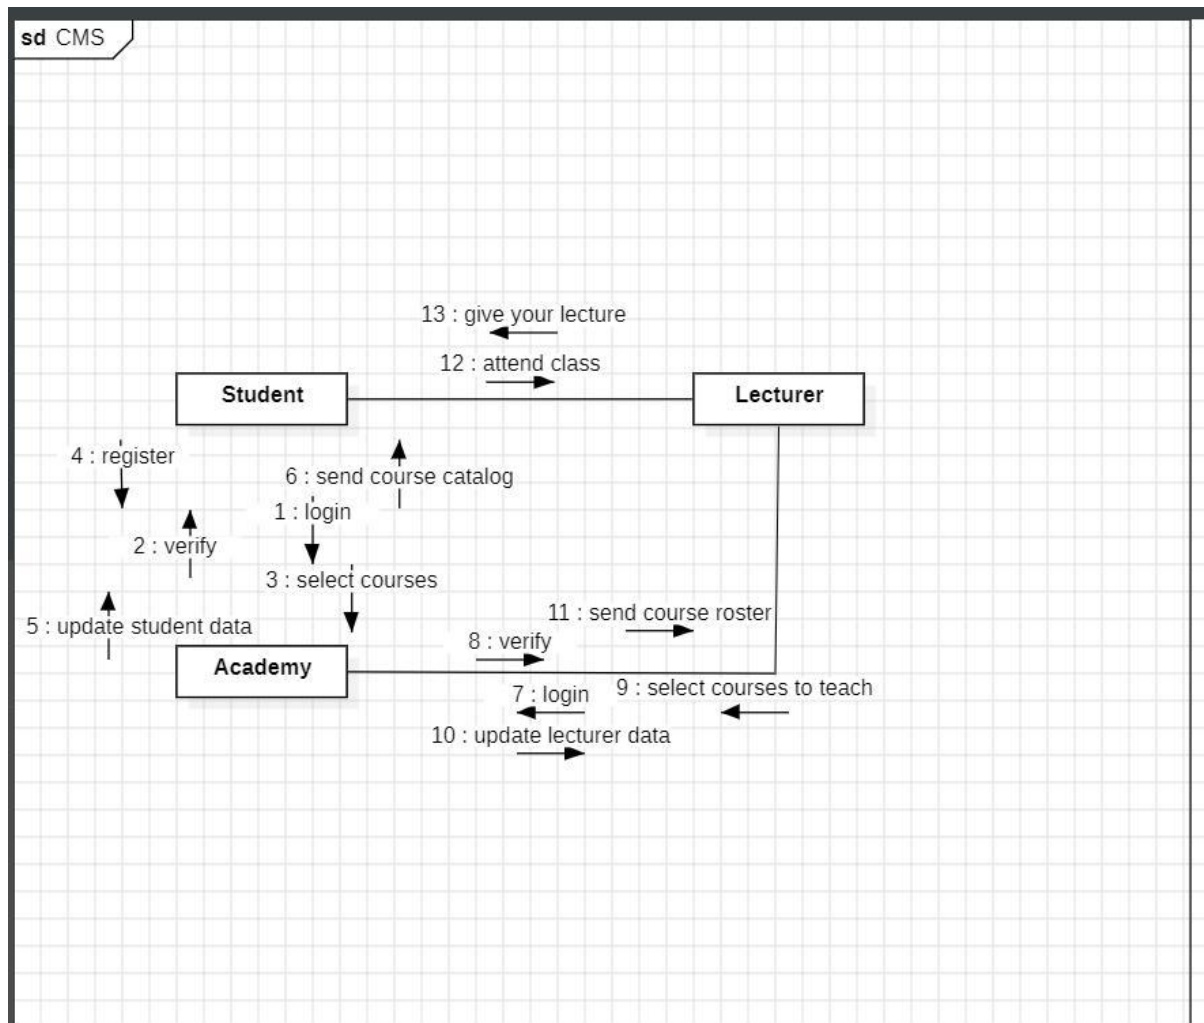 sd CMS
13 : give your lecture
12 : attend class
Student
Lecturer
4 : register
6 : send course catalog
1 : login
2 : verify
3 : select courses
11 : send course roster
5 : update student data
8 : verify
Academy
7 : login
9 : select courses to teach
10 : update lecturer data